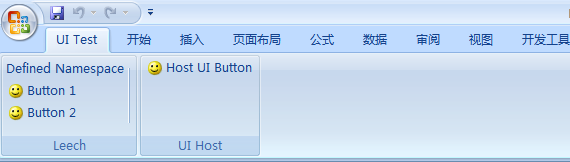 UI Test 开始 插入 页面布局 公式 数据 审阅 视图 开发工具
Defined Namespace
Button 1
Button 2
Leech
Host UI Button
UI Host